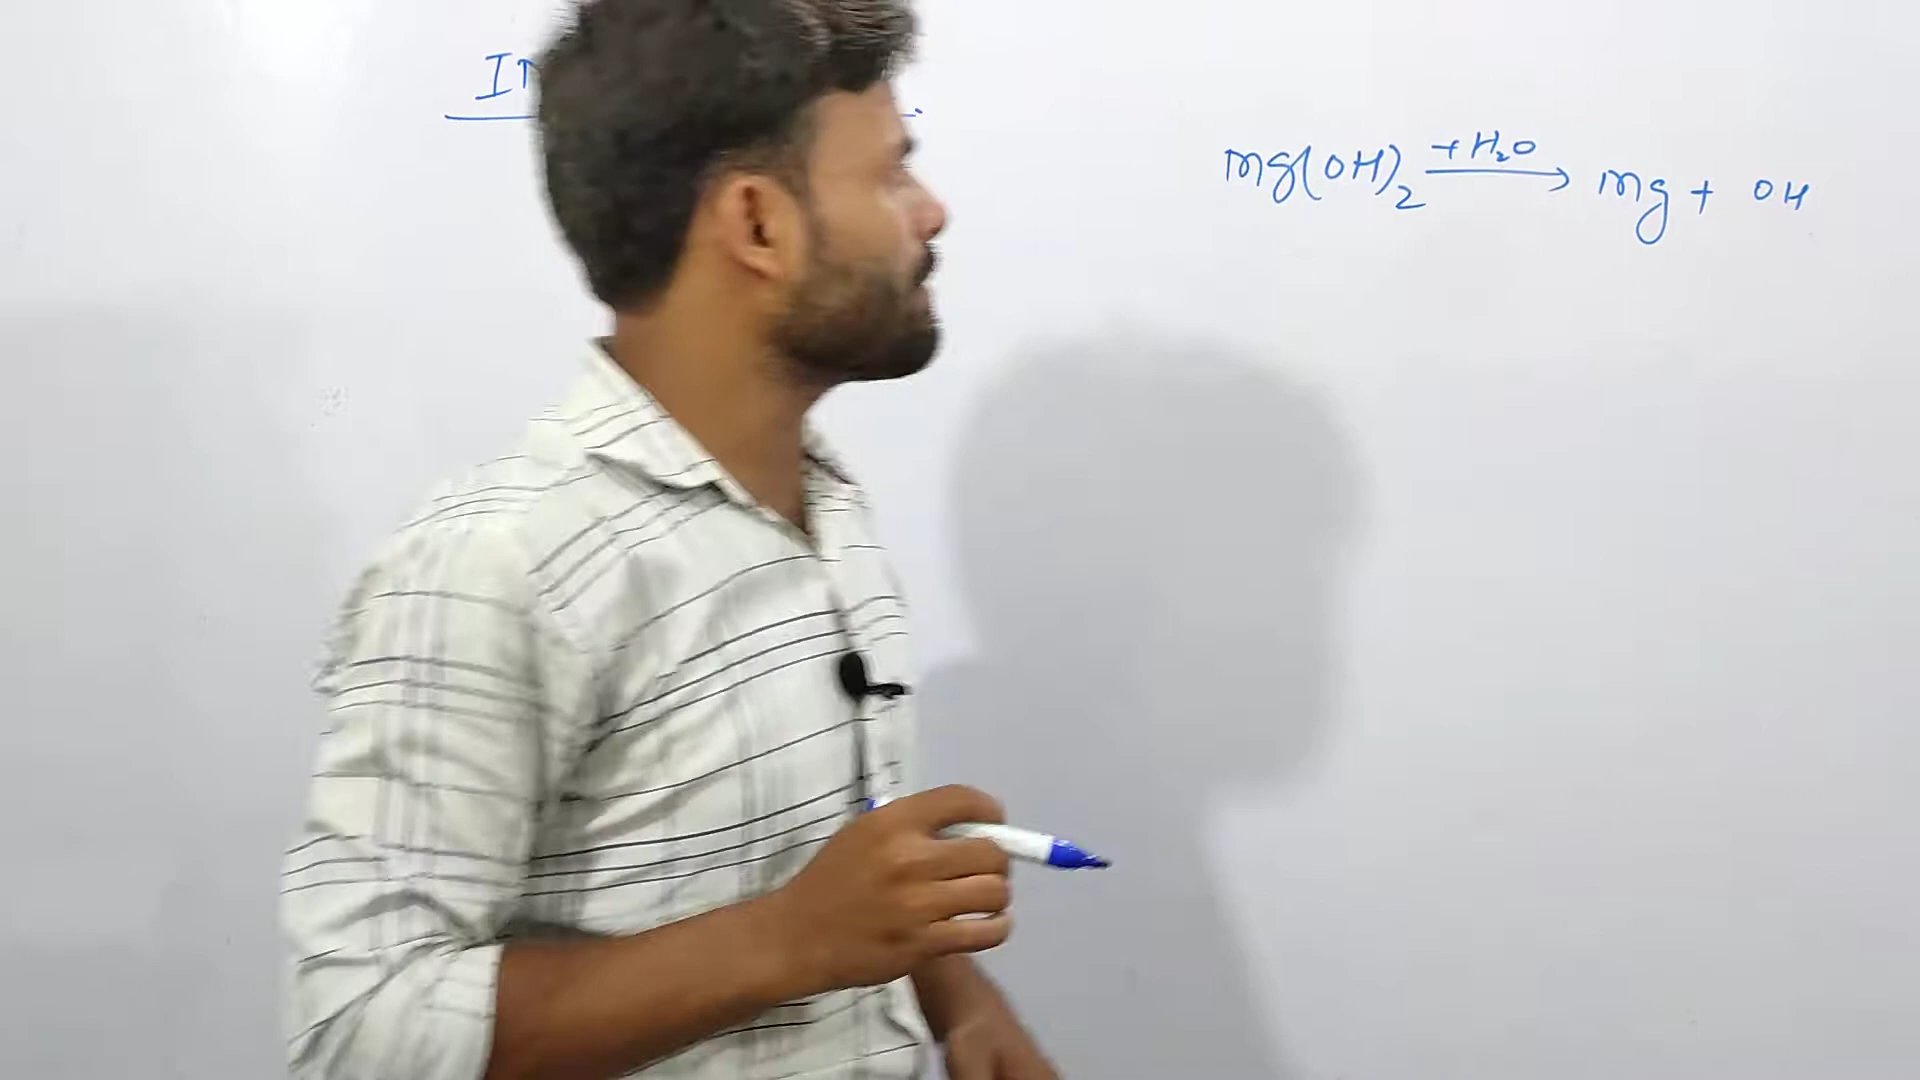 Mg(OH)₂ +H₂O → Mg + OH